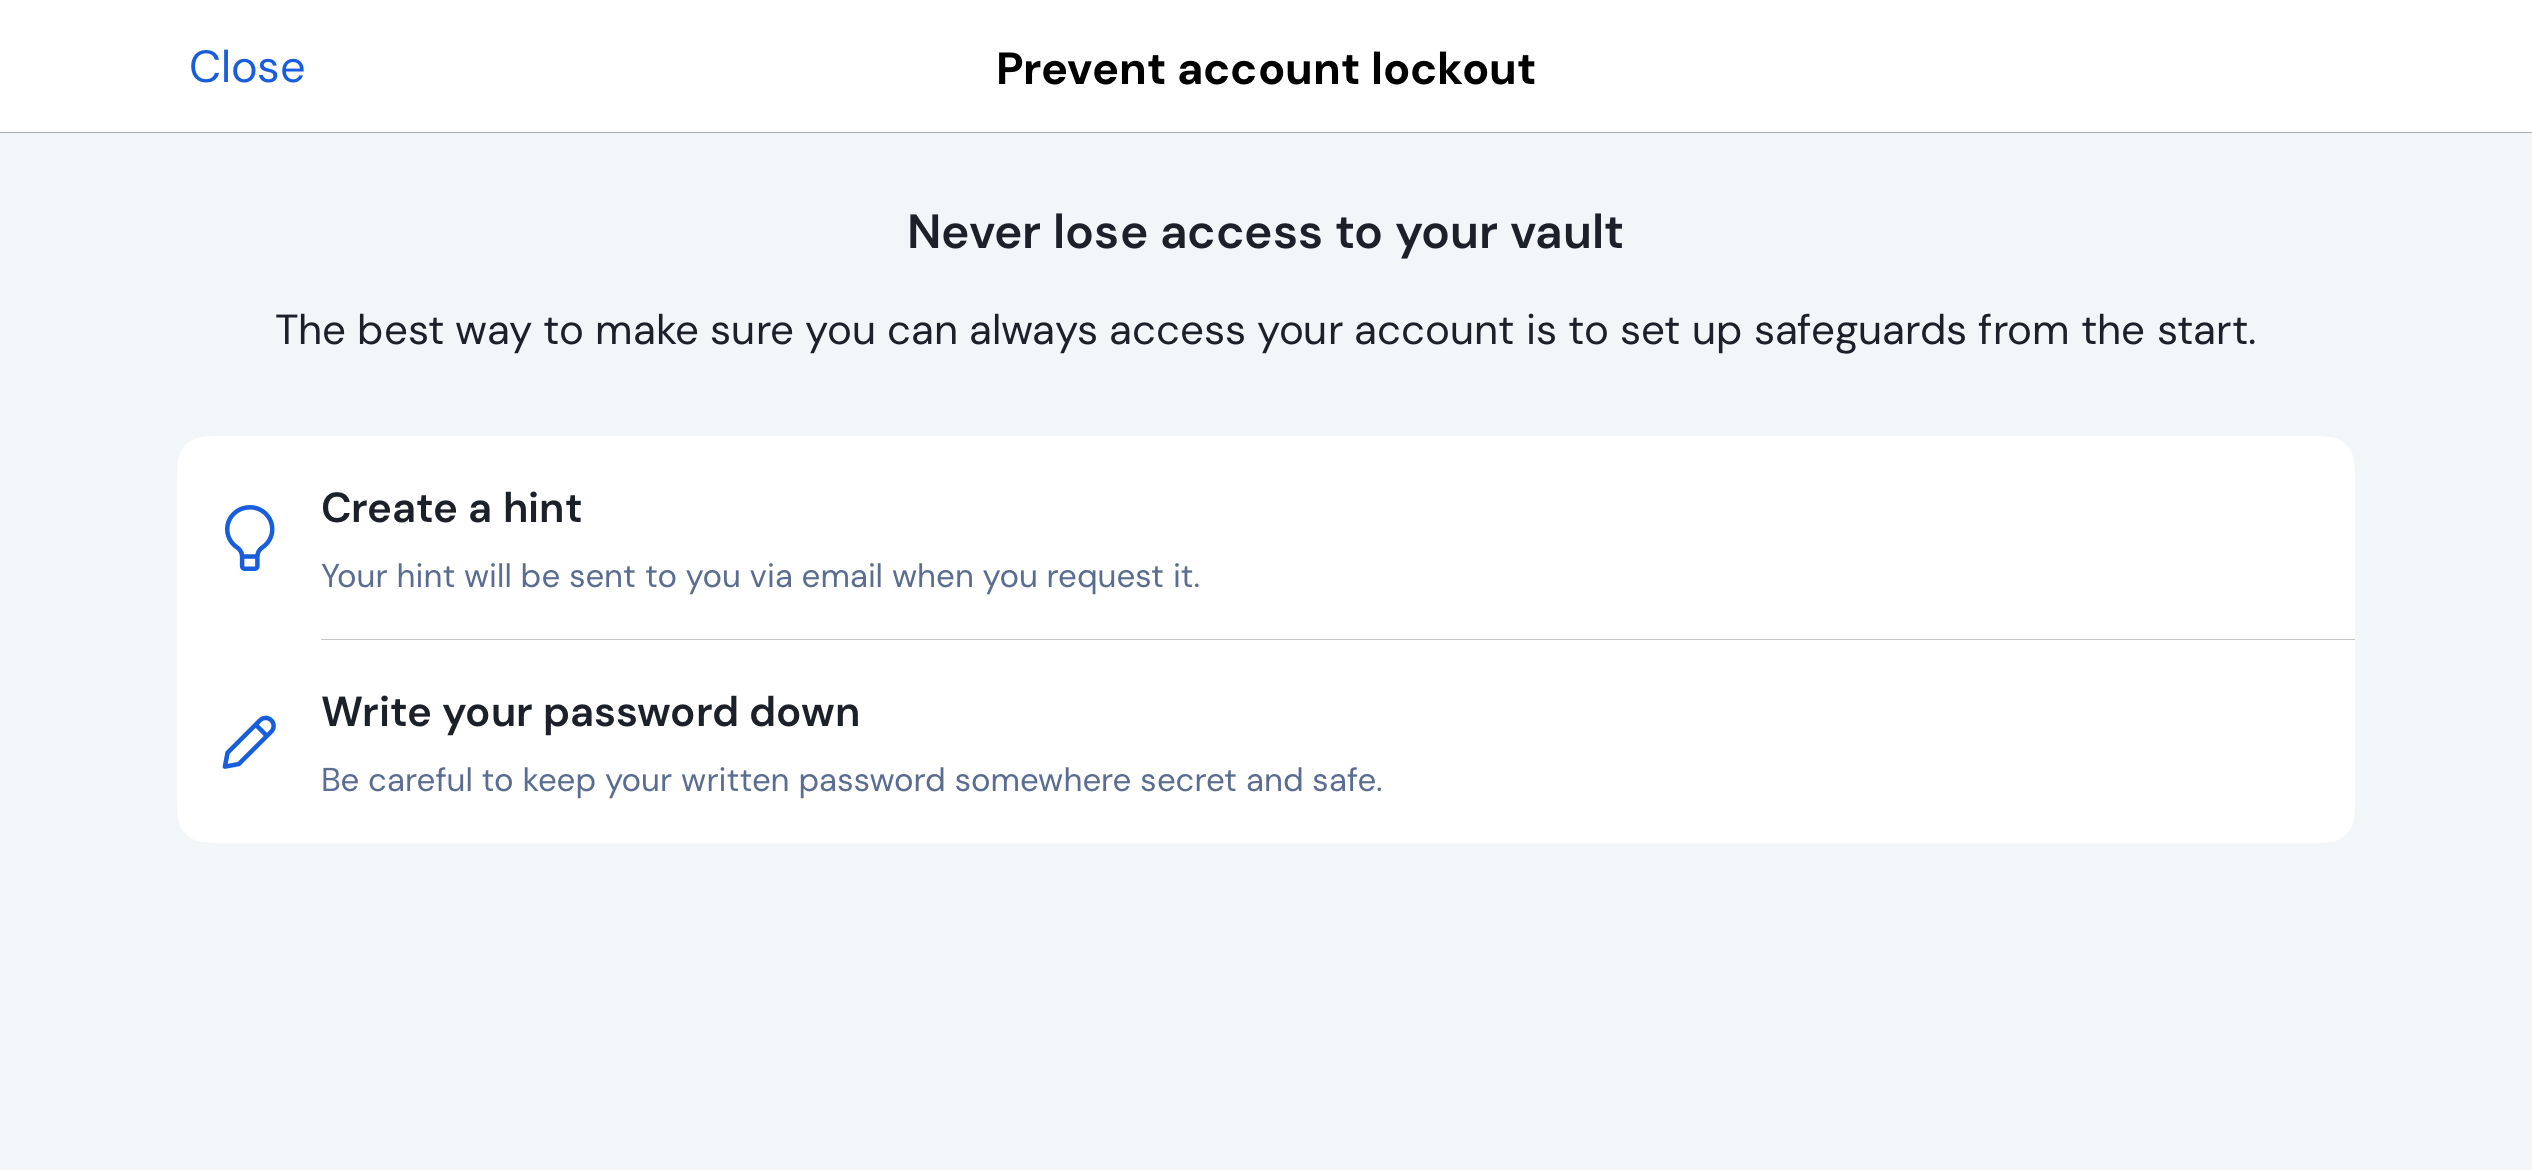 Close
Prevent account lockout
Never lose access to your vault
The best way to make sure you can always access your account is to set up safeguards from the start.
Create a hint
Your hint will be sent to you via email when you request it.
Write your password down
Be careful to keep your written password somewhere secret and safe.